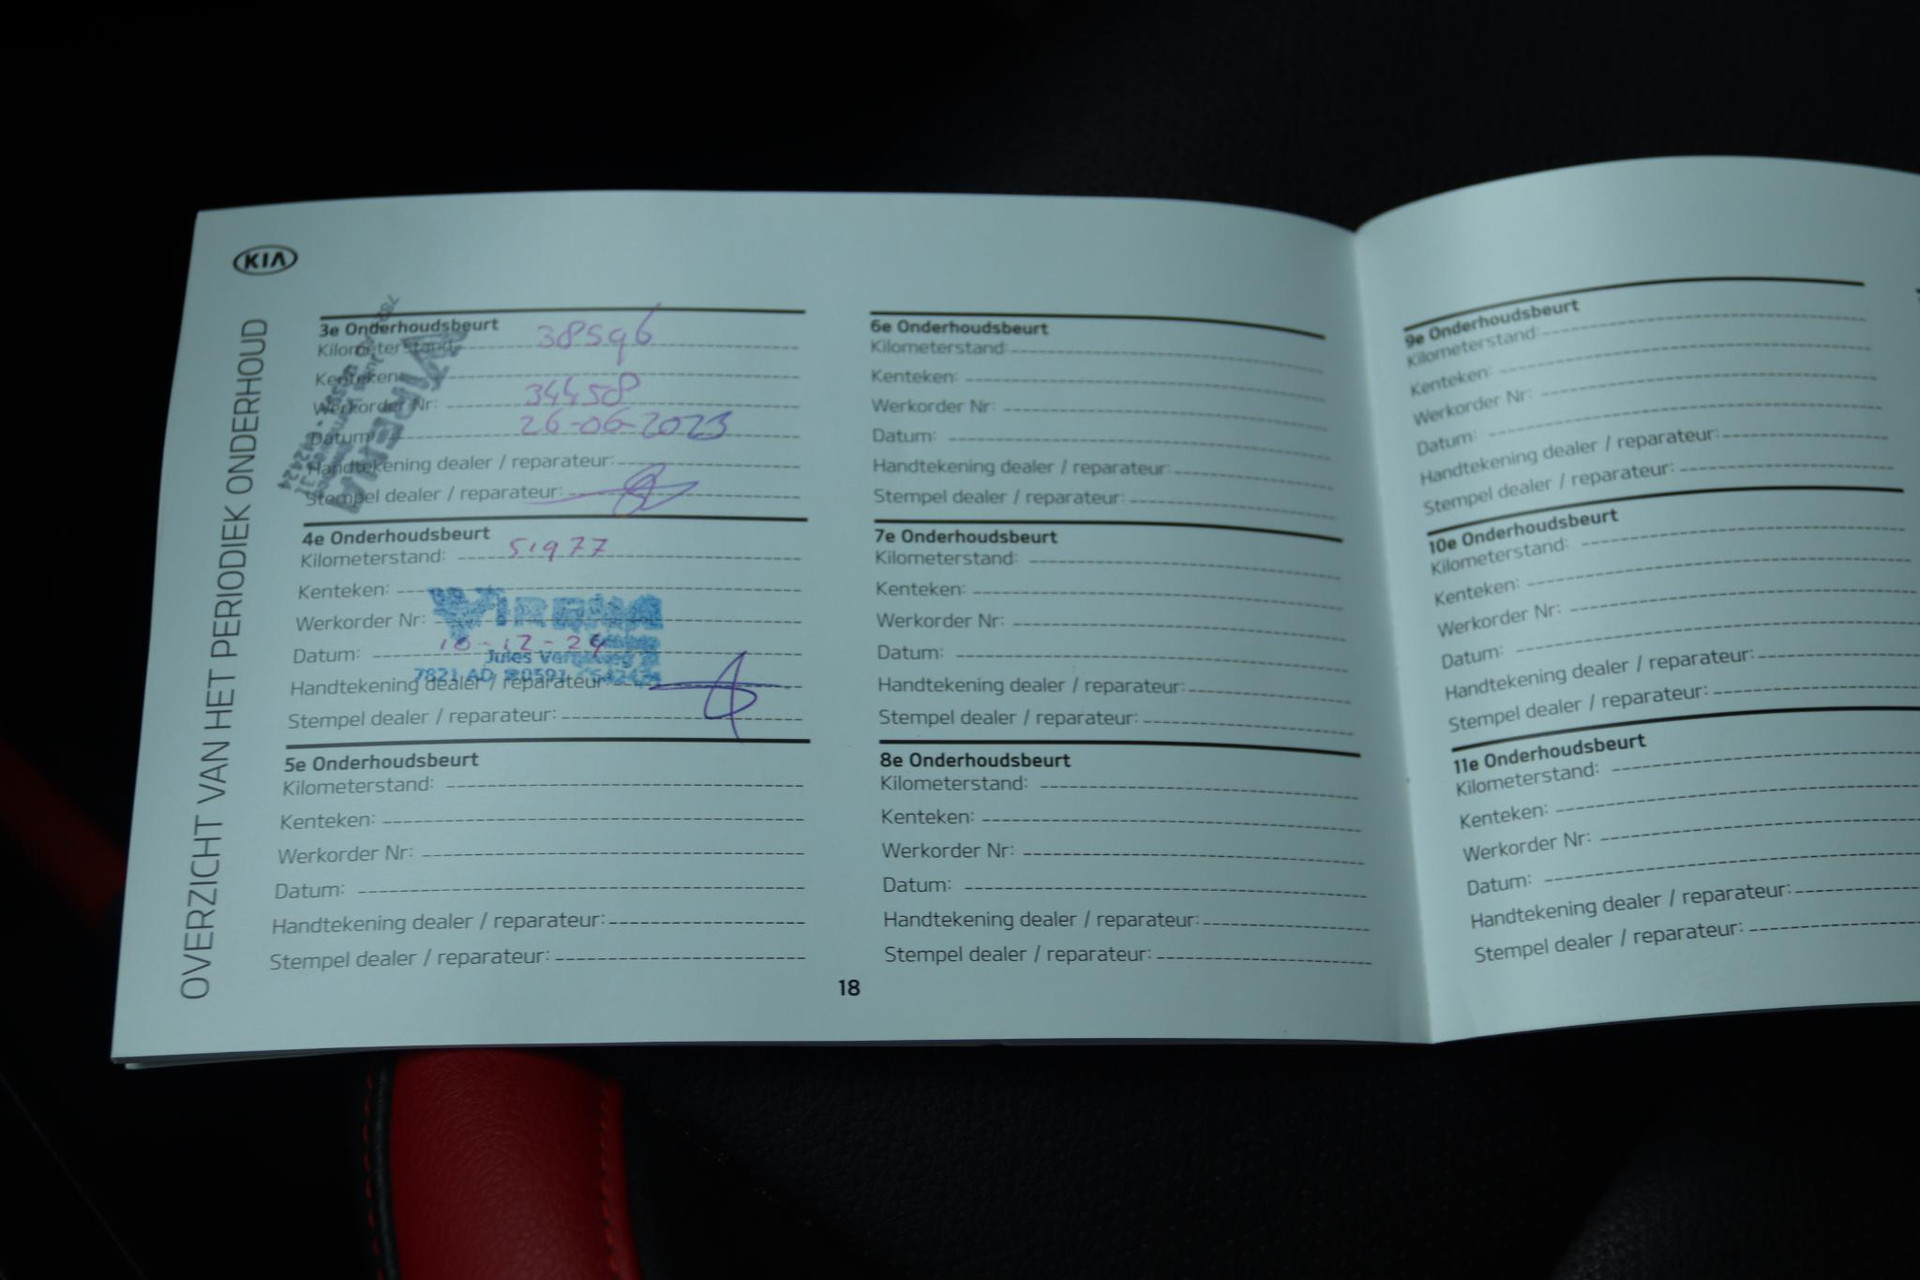 KIA
OVERZICHT VAN HET PERIODIEK ONDERHOUD
3e Onderhoudsbeurt
Kilometerstand: 38596
Kenteken:
Werkorder Nr: 34458
Datum: 26-06-2023
Handtekening dealer / reparateur:
Stempel dealer / reparateur:
4e Onderhoudsbeurt
Kilometerstand: 51977
Kenteken:
Werkorder Nr:
Datum: 10-12-24
Jules
7821 AD
Handtekening dealer / reparateur:
Stempel dealer / reparateur:
5e Onderhoudsbeurt
Kilometerstand:
Kenteken:
Werkorder Nr:
Datum:
Handtekening dealer / reparateur:
Stempel dealer / reparateur:
6e Onderhoudsbeurt
Kilometerstand:
Kenteken:
Werkorder Nr:
Datum:
Handtekening dealer / reparateur:
Stempel dealer / reparateur:
7e Onderhoudsbeurt
Kilometerstand:
Kenteken:
Werkorder Nr:
Datum:
Handtekening dealer / reparateur:
Stempel dealer / reparateur:
8e Onderhoudsbeurt
Kilometerstand:
Kenteken:
Werkorder Nr:
Datum:
Handtekening dealer / reparateur:
Stempel dealer / reparateur:
18
9e Onderhoudsbeurt
Kilometerstand:
Kenteken:
Werkorder Nr:
Datum:
Handtekening dealer / reparateur:
Stempel dealer / reparateur:
10e Onderhoudsbeurt
Kilometerstand:
Kenteken:
Werkorder Nr:
Datum:
Handtekening dealer / reparateur:
Stempel dealer / reparateur:
11e Onderhoudsbeurt
Kilometerstand:
Kenteken:
Werkorder Nr:
Datum:
Handtekening dealer / reparateur:
Stempel dealer / reparateur: